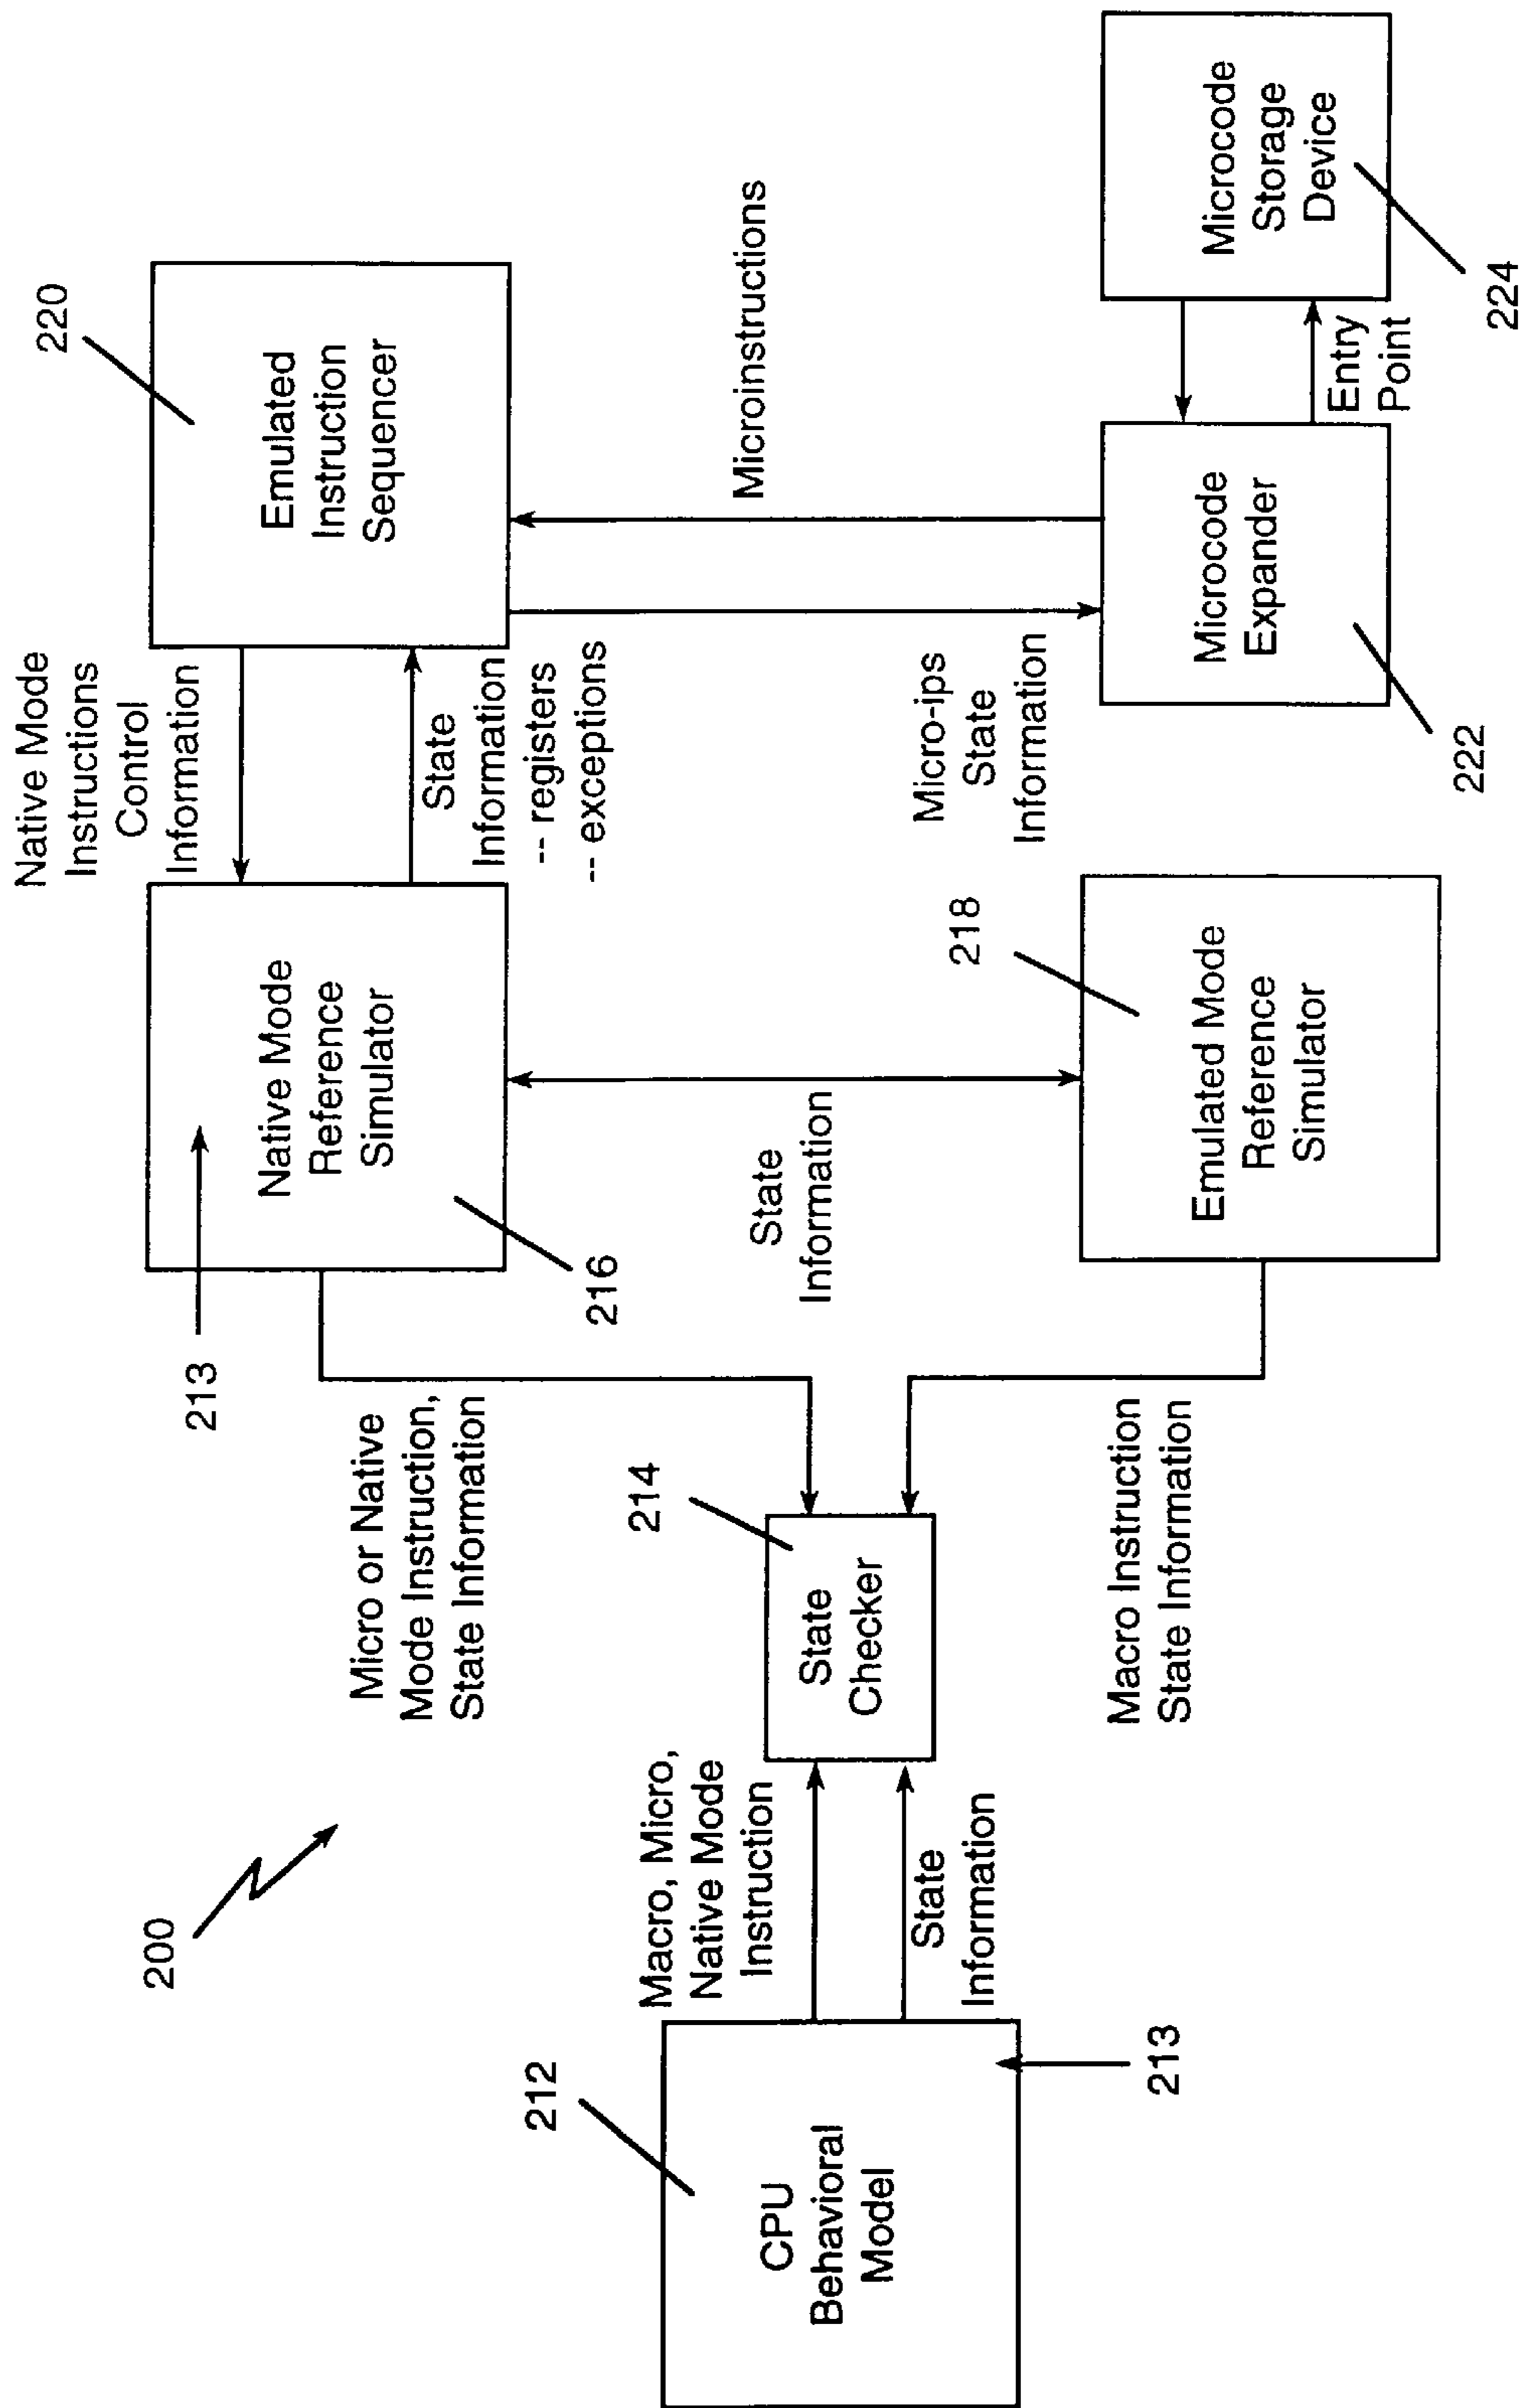 200
212
CPU
Behavioral
Model
213
Macro, Micro,
Native Mode
Instruction
State
Information
214
State
Checker
Micro or Native
Mode Instruction,
State Information
Macro Instruction
State Information
213
Native Mode
Reference
Simulator
216
State
Information
218
Emulated Mode
Reference
Simulator
Native Mode
Instructions
Control
Information
State
Information
-- registers
-- exceptions
220
Emulated
Instruction
Sequencer
Micro-ips
State
Information
Microinstructions
Microcode
Expander
222
Entry
Point
Microcode
Storage
Device
224